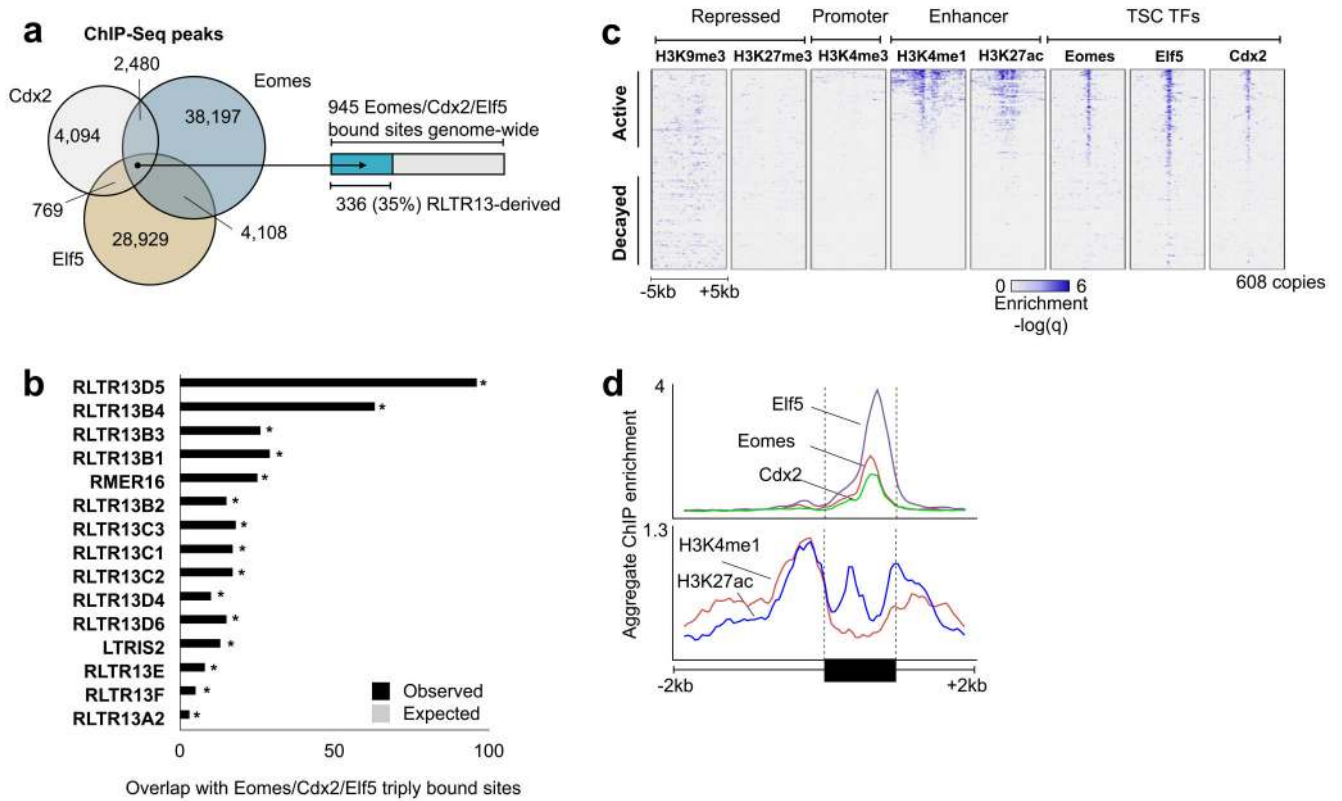 a
ChIP-Seq peaks
2,480
Eomes
Cdx2
38,197
4,094
945 Eomes/Cdx2/Elf5
bound sites genome-wide
336 (35%) RLTR13-derived
769
4,108
28,929
Elf5
b
RLTR13D5 *
RLTR13B4 *
RLTR13B3 *
RLTR13B1 *
RMER16 *
RLTR13B2 *
RLTR13C3 *
RLTR13C1 *
RLTR13C2 *
RLTR13D4 *
RLTR13D6 *
LTRIS2 *
RLTR13E *
RLTR13F *
RLTR13A2 *
Observed
Expected
0 50 100
Overlap with Eomes/Cdx2/Elf5 triply bound sites
c
Repressed Promoter Enhancer TSC TFs
H3K9me3 H3K27me3 H3K4me3 H3K4me1 H3K27ac Eomes Elf5 Cdx2
Active
Decayed
-5kb +5kb
0 6
Enrichment
-log(q)
608 copies
d
4
Elf5
Eomes
Cdx2
Aggregate ChIP enrichment
1.3
H3K4me1
H3K27ac
-2kb +2kb